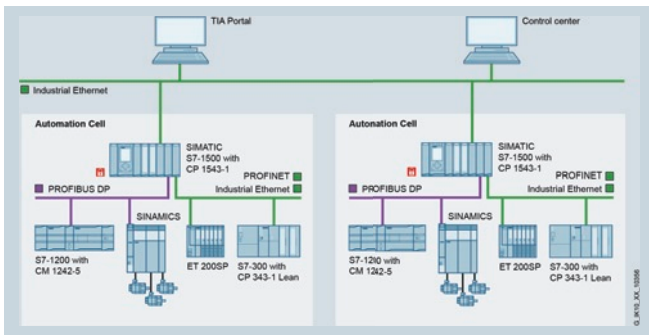 TIA Portal
Control center
Industrial Ethernet
Automation Cell
SIMATIC
S7-1500 with
CP 1543-1
PROFINET
Industrial Ethernet
PROFIBUS DP
SINAMICS
S7-1200 with
CM 1242-5
ET 200SP
S7-300 with
CP 343-1 Lean
Automation Cell
SIMATIC
S7-1500 with
CP 1543-1
PROFINET
Industrial Ethernet
PROFIBUS DP
SINAMICS
S7-1200 with
CM 1242-5
ET 200SP
S7-300 with
CP 343-1 Lean
G_IK10_XX_10356